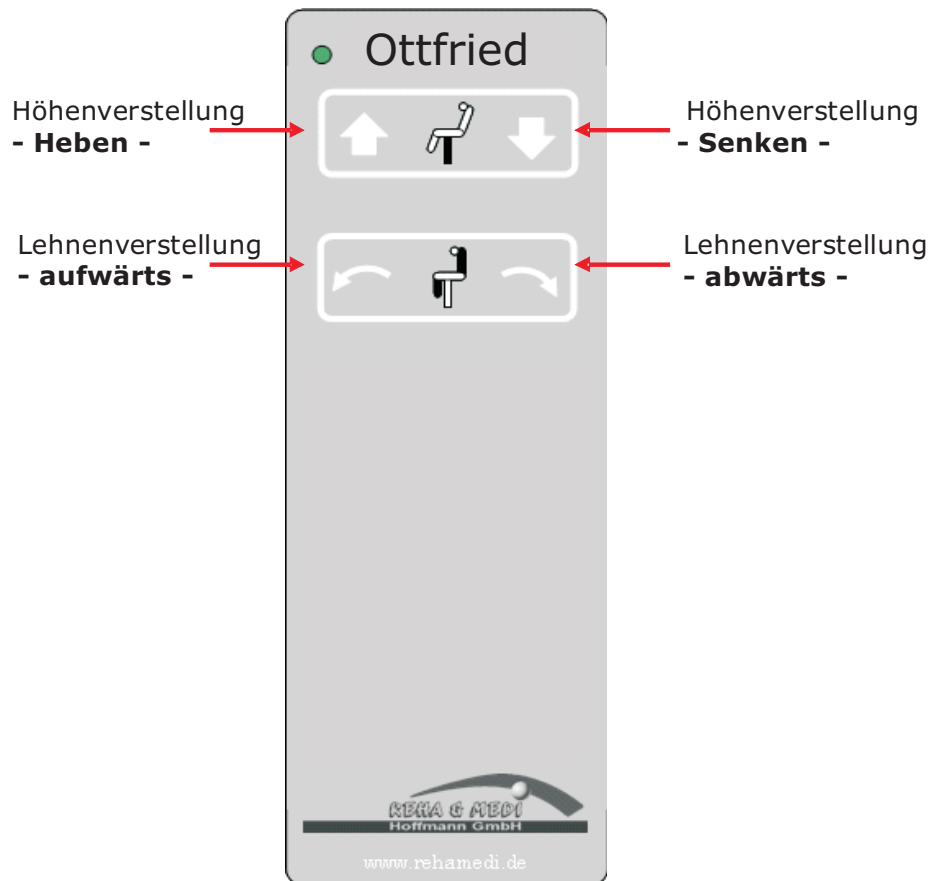 Ottfried
Höhenverstellung
- Heben -
Höhenverstellung
- Senken -
Lehnenverstellung
- aufwärts -
Lehnenverstellung
- abwärts -
REHA & MEDI
Hoffmann GmbH
www.rehamedi.de